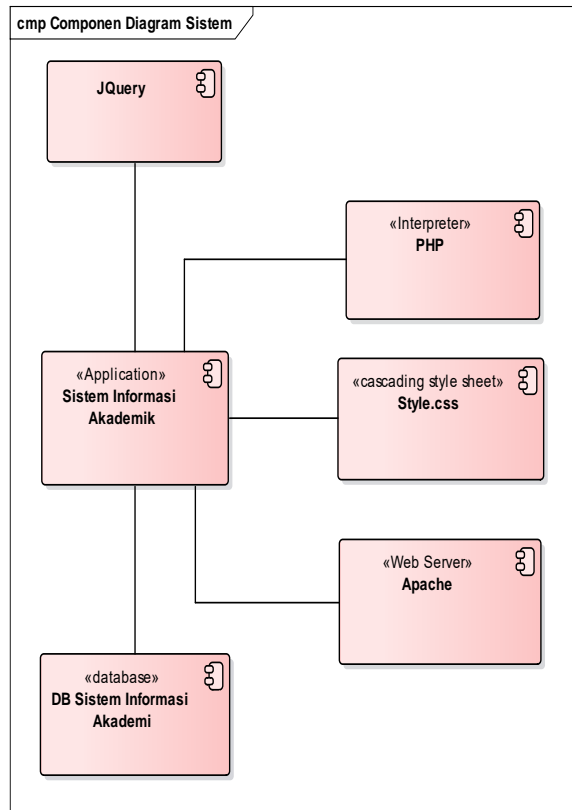 cmp Componen Diagram Sistem
JQuery
«Interpreter»
PHP
«Application»
Sistem Informasi
Akademik
«cascading style sheet»
Style.css
«Web Server»
Apache
«database»
DB Sistem Informasi
Akademi